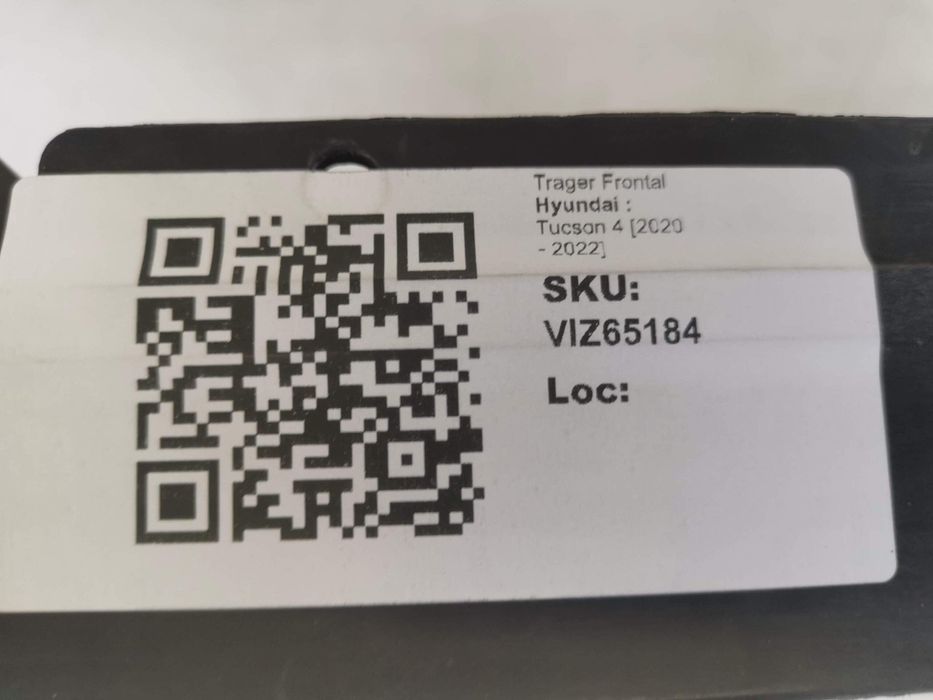 Trager Frontal
Hyundai :
Tucson 4 [2020
- 2022]
SKU:
VIZ65184
Loc: